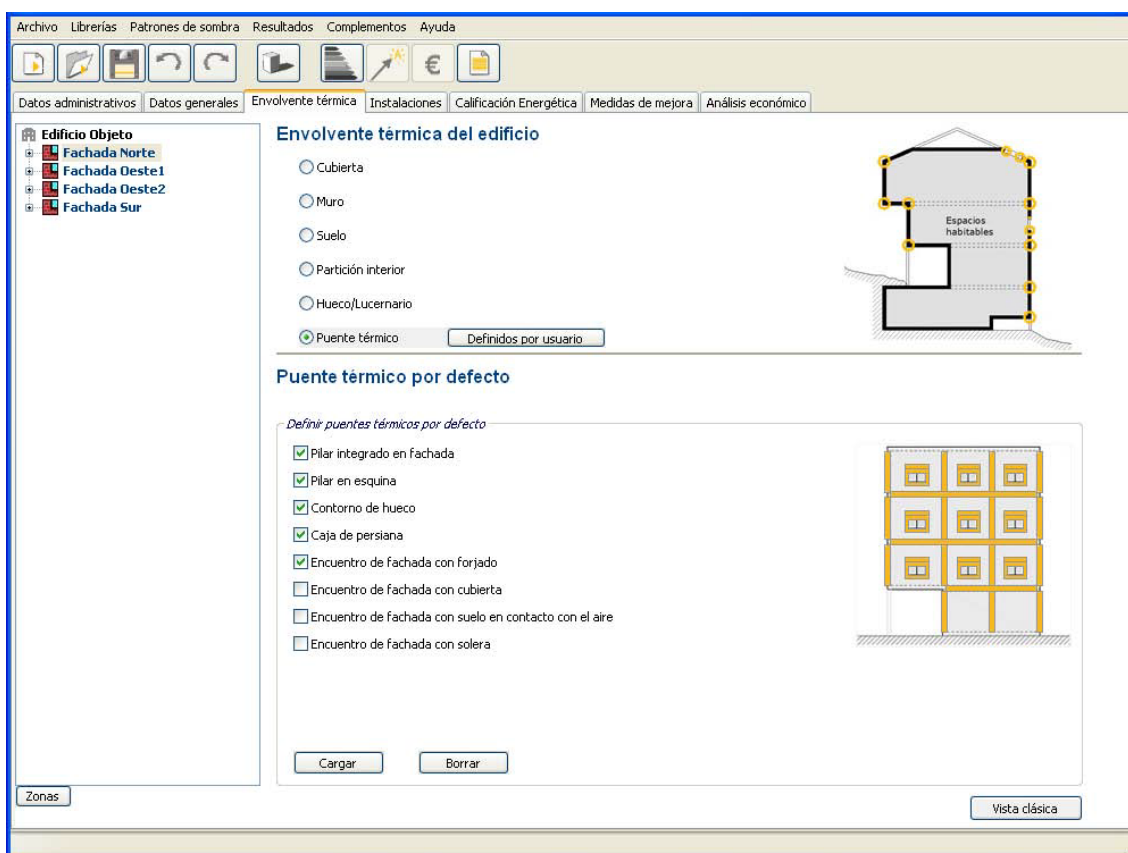 Archivo Librerías Patrones de sombra Resultados Complementos Ayuda
€
Datos administrativos Datos generales Envolvente térmica Instalaciones Calificación Energética Medidas de mejora Análisis económico
Edificio Objeto
Fachada Norte
Fachada Oeste1
Fachada Oeste2
Fachada Sur
Zonas
Envolvente térmica del edificio
Cubierta
Muro
Suelo
Partición interior
Hueco/Lucernario
Puente térmico Definidos por usuario
Espacios
habitables
Puente térmico por defecto
Definir puentes térmicos por defecto
Pilar integrado en fachada
Pilar en esquina
Contorno de hueco
Caja de persiana
Encuentro de fachada con forjado
Encuentro de fachada con cubierta
Encuentro de fachada con suelo en contacto con el aire
Encuentro de fachada con solera
Cargar Borrar
Vista clásica